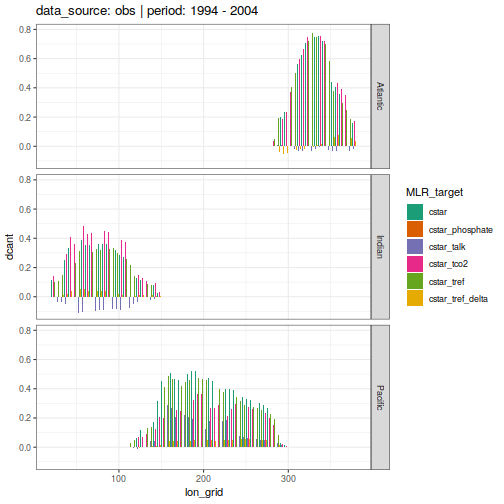 data_source: obs | period: 1994 - 2004
0.8
0.6
0.4
0.2
0.0
Atlantic
0.8
0.6
0.4
0.2
0.0
Indian
0.8
0.6
0.4
0.2
0.0
Pacific
dcant
100
200
300
lon_grid
MLR_target
cstar
cstar_phosphate
cstar_talk
cstar_tco2
cstar_tref
cstar_tref_delta